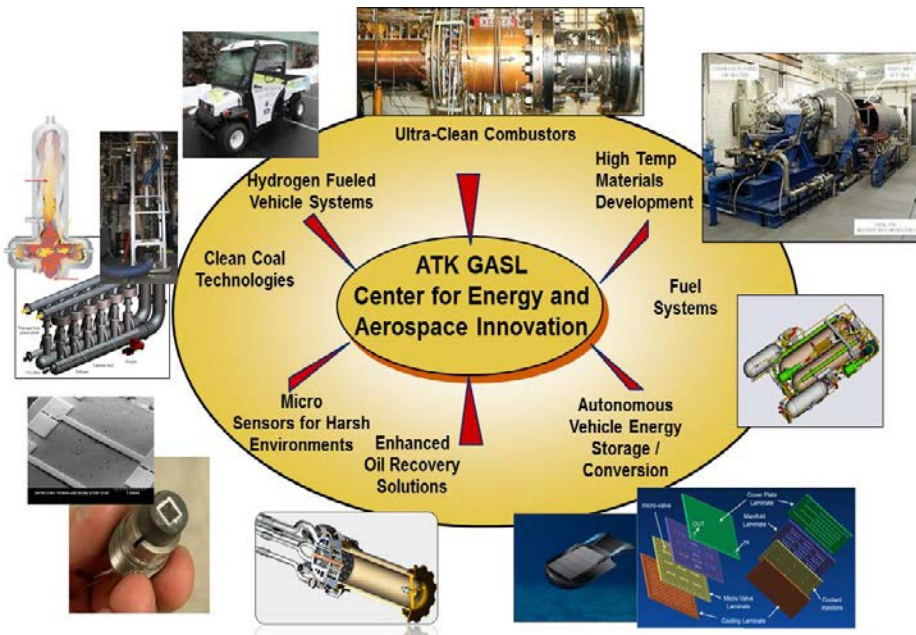 Ultra-Clean Combustors
High Temp
Materials
Development
Hydrogen Fueled
Vehicle Systems
Clean Coal
Technologies
ATK GASL
Center for Energy and
Aerospace Innovation
Fuel
Systems
Micro
Sensors for Harsh
Environments
Enhanced
Oil Recovery
Solutions
Autonomous
Vehicle Energy
Storage /
Conversion
Cover Plate
Laminate
Manifold
Laminate
micro-valve
OUT
IN
Micro-Valve
Laminate
Cooling Laminate
Coolant
injectors